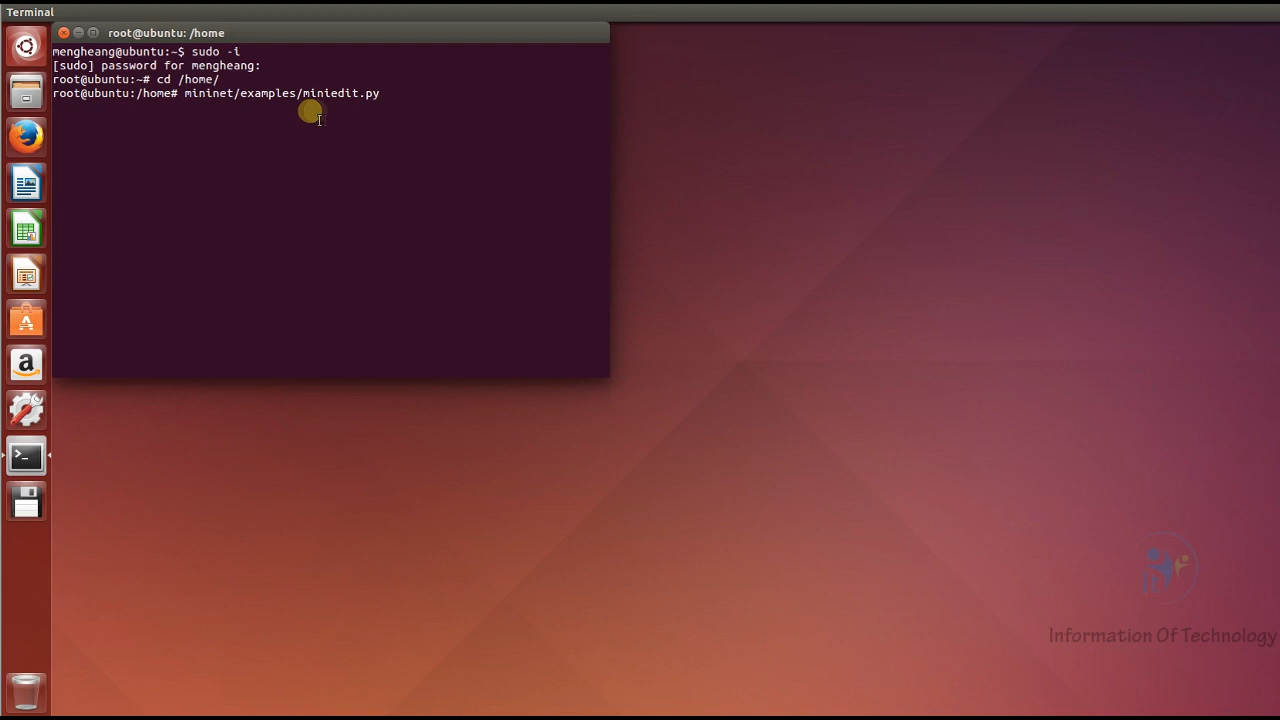 Terminal
root@ubuntu: /home
mengheang@ubuntu:~$ sudo -i
[sudo] password for mengheang:
root@ubuntu:~# cd /home/
root@ubuntu:/home# mininet/examples/miniedit.py
Information Of Technology